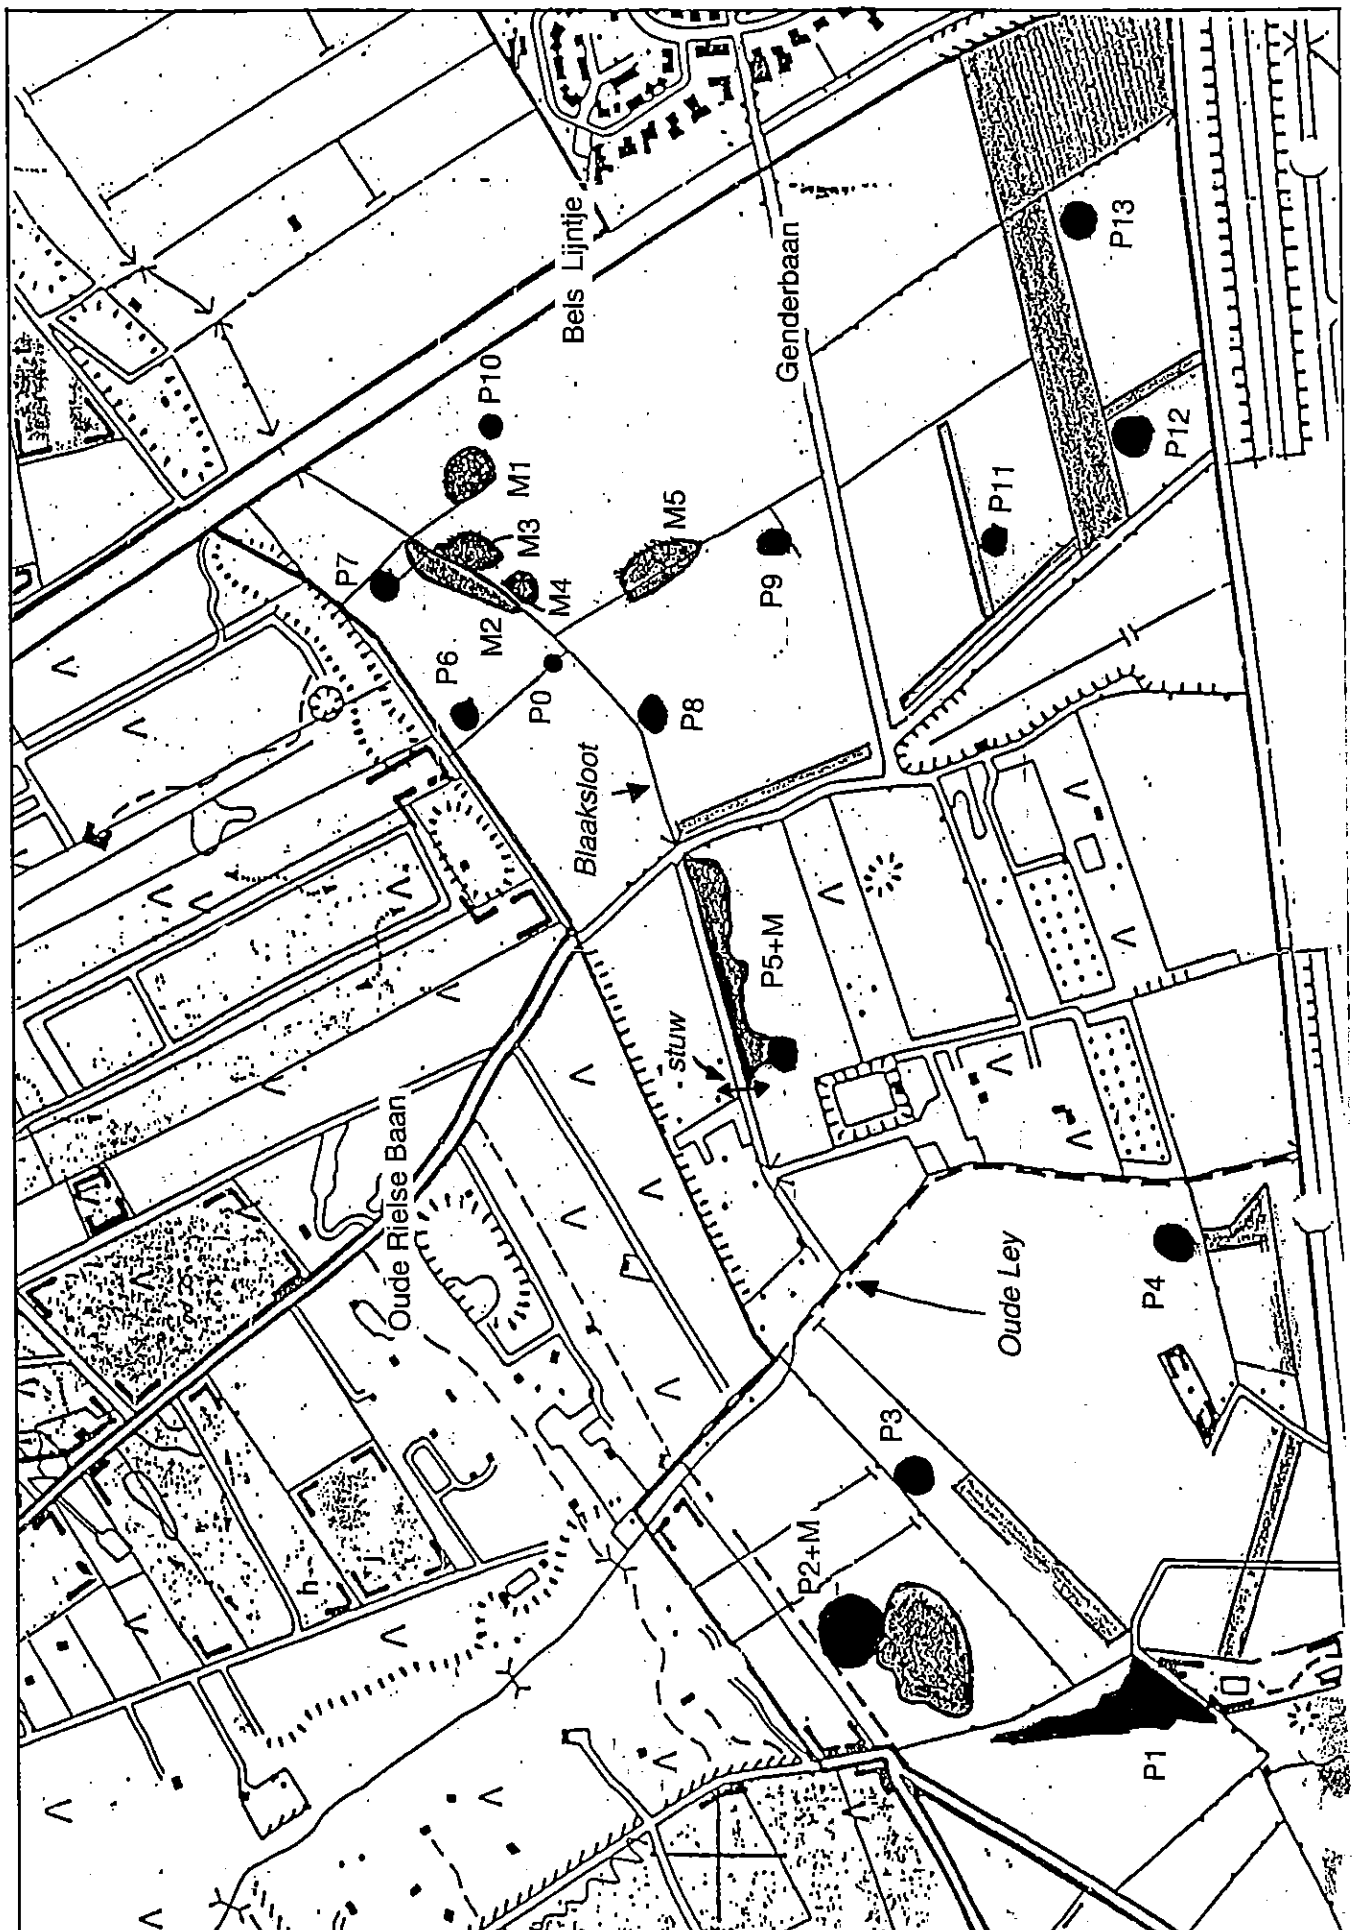 Bels Lijntje
Genderbaan
P13
P10
M1
P12
P11
M3
M5
P7
M4
P9
M2
P6
P0
P8
Blaaksloot
P5+M
stuw
Oude Rielse Baan
Oude Ley
P4
P3
P2+M
h
P1